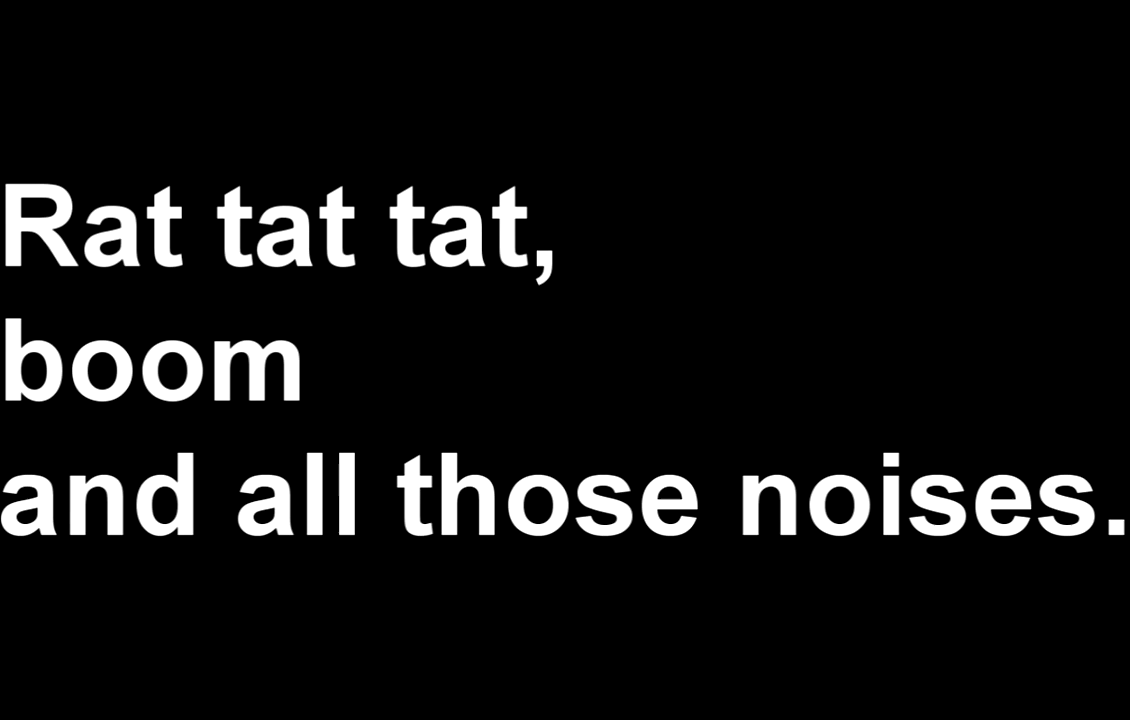 Rat tat tat,
boom
and all those noises.